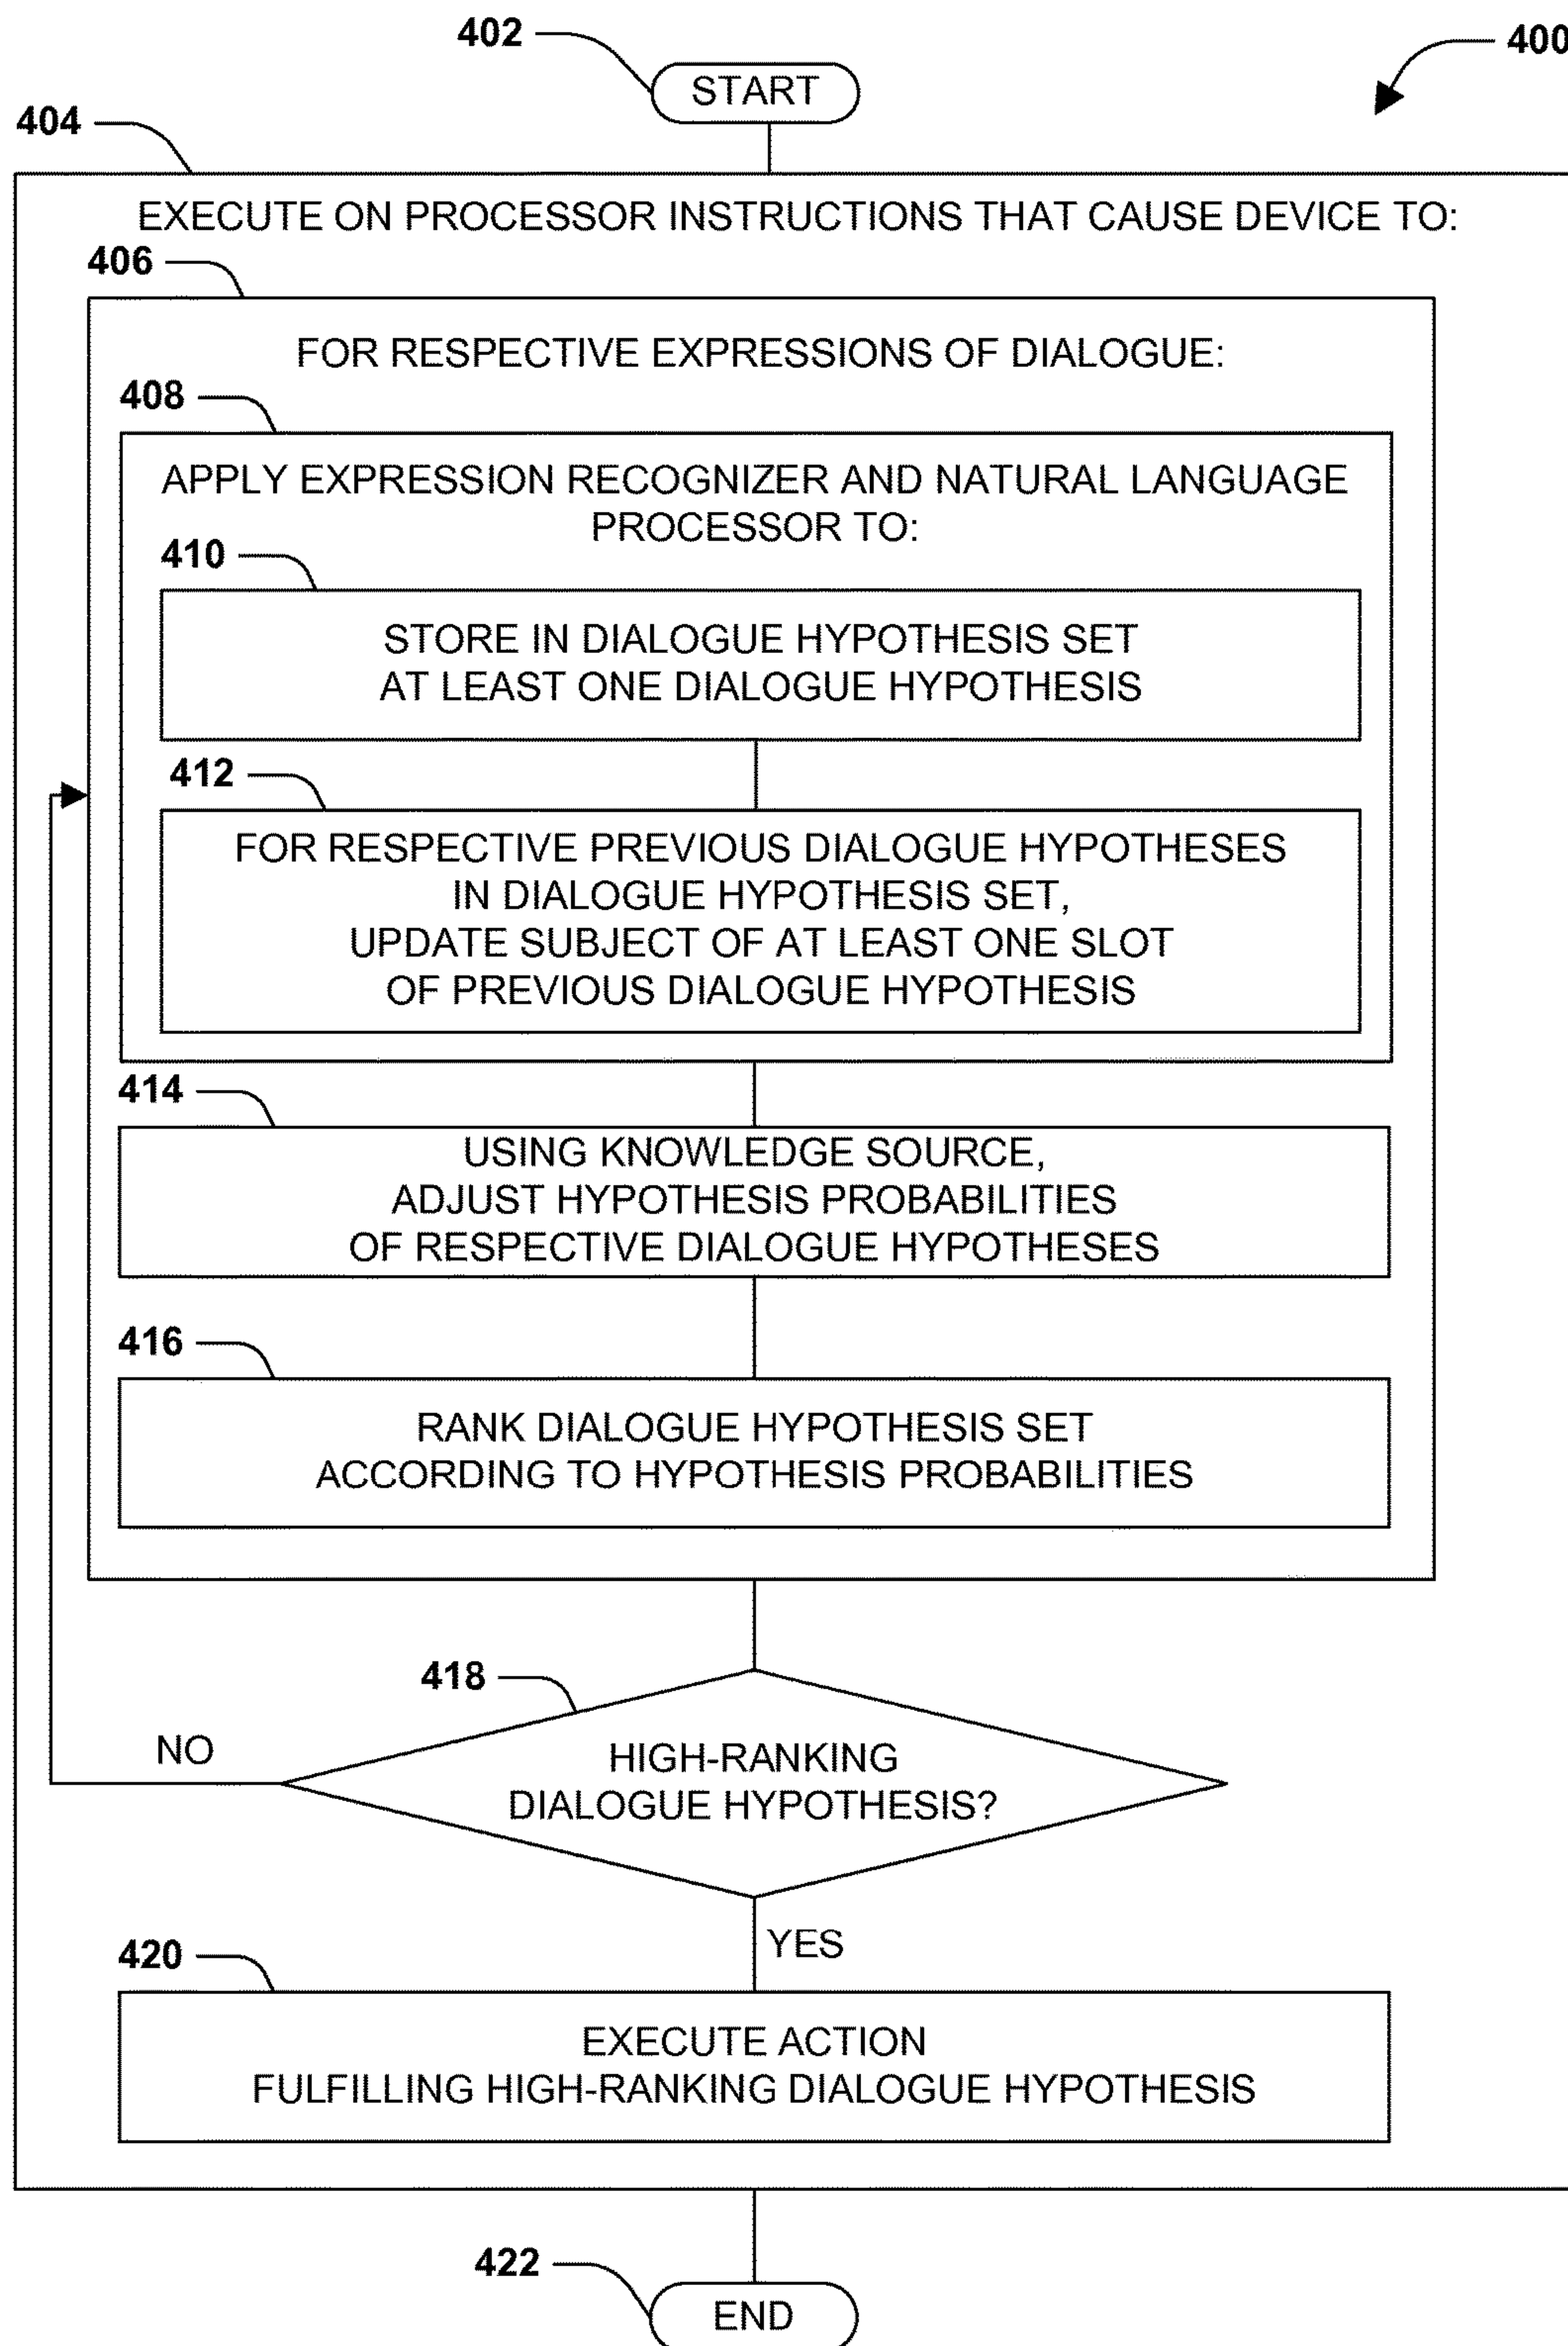 402
400
START
404
EXECUTE ON PROCESSOR INSTRUCTIONS THAT CAUSE DEVICE TO:
406
FOR RESPECTIVE EXPRESSIONS OF DIALOGUE:
408
APPLY EXPRESSION RECOGNIZER AND NATURAL LANGUAGE
PROCESSOR TO:
410
STORE IN DIALOGUE HYPOTHESIS SET
AT LEAST ONE DIALOGUE HYPOTHESIS
412
FOR RESPECTIVE PREVIOUS DIALOGUE HYPOTHESES
IN DIALOGUE HYPOTHESIS SET,
UPDATE SUBJECT OF AT LEAST ONE SLOT
OF PREVIOUS DIALOGUE HYPOTHESIS
414
USING KNOWLEDGE SOURCE,
ADJUST HYPOTHESIS PROBABILITIES
OF RESPECTIVE DIALOGUE HYPOTHESES
416
RANK DIALOGUE HYPOTHESIS SET
ACCORDING TO HYPOTHESIS PROBABILITIES
418
NO
HIGH-RANKING
DIALOGUE HYPOTHESIS?
YES
420
EXECUTE ACTION
FULFILLING HIGH-RANKING DIALOGUE HYPOTHESIS
422
END